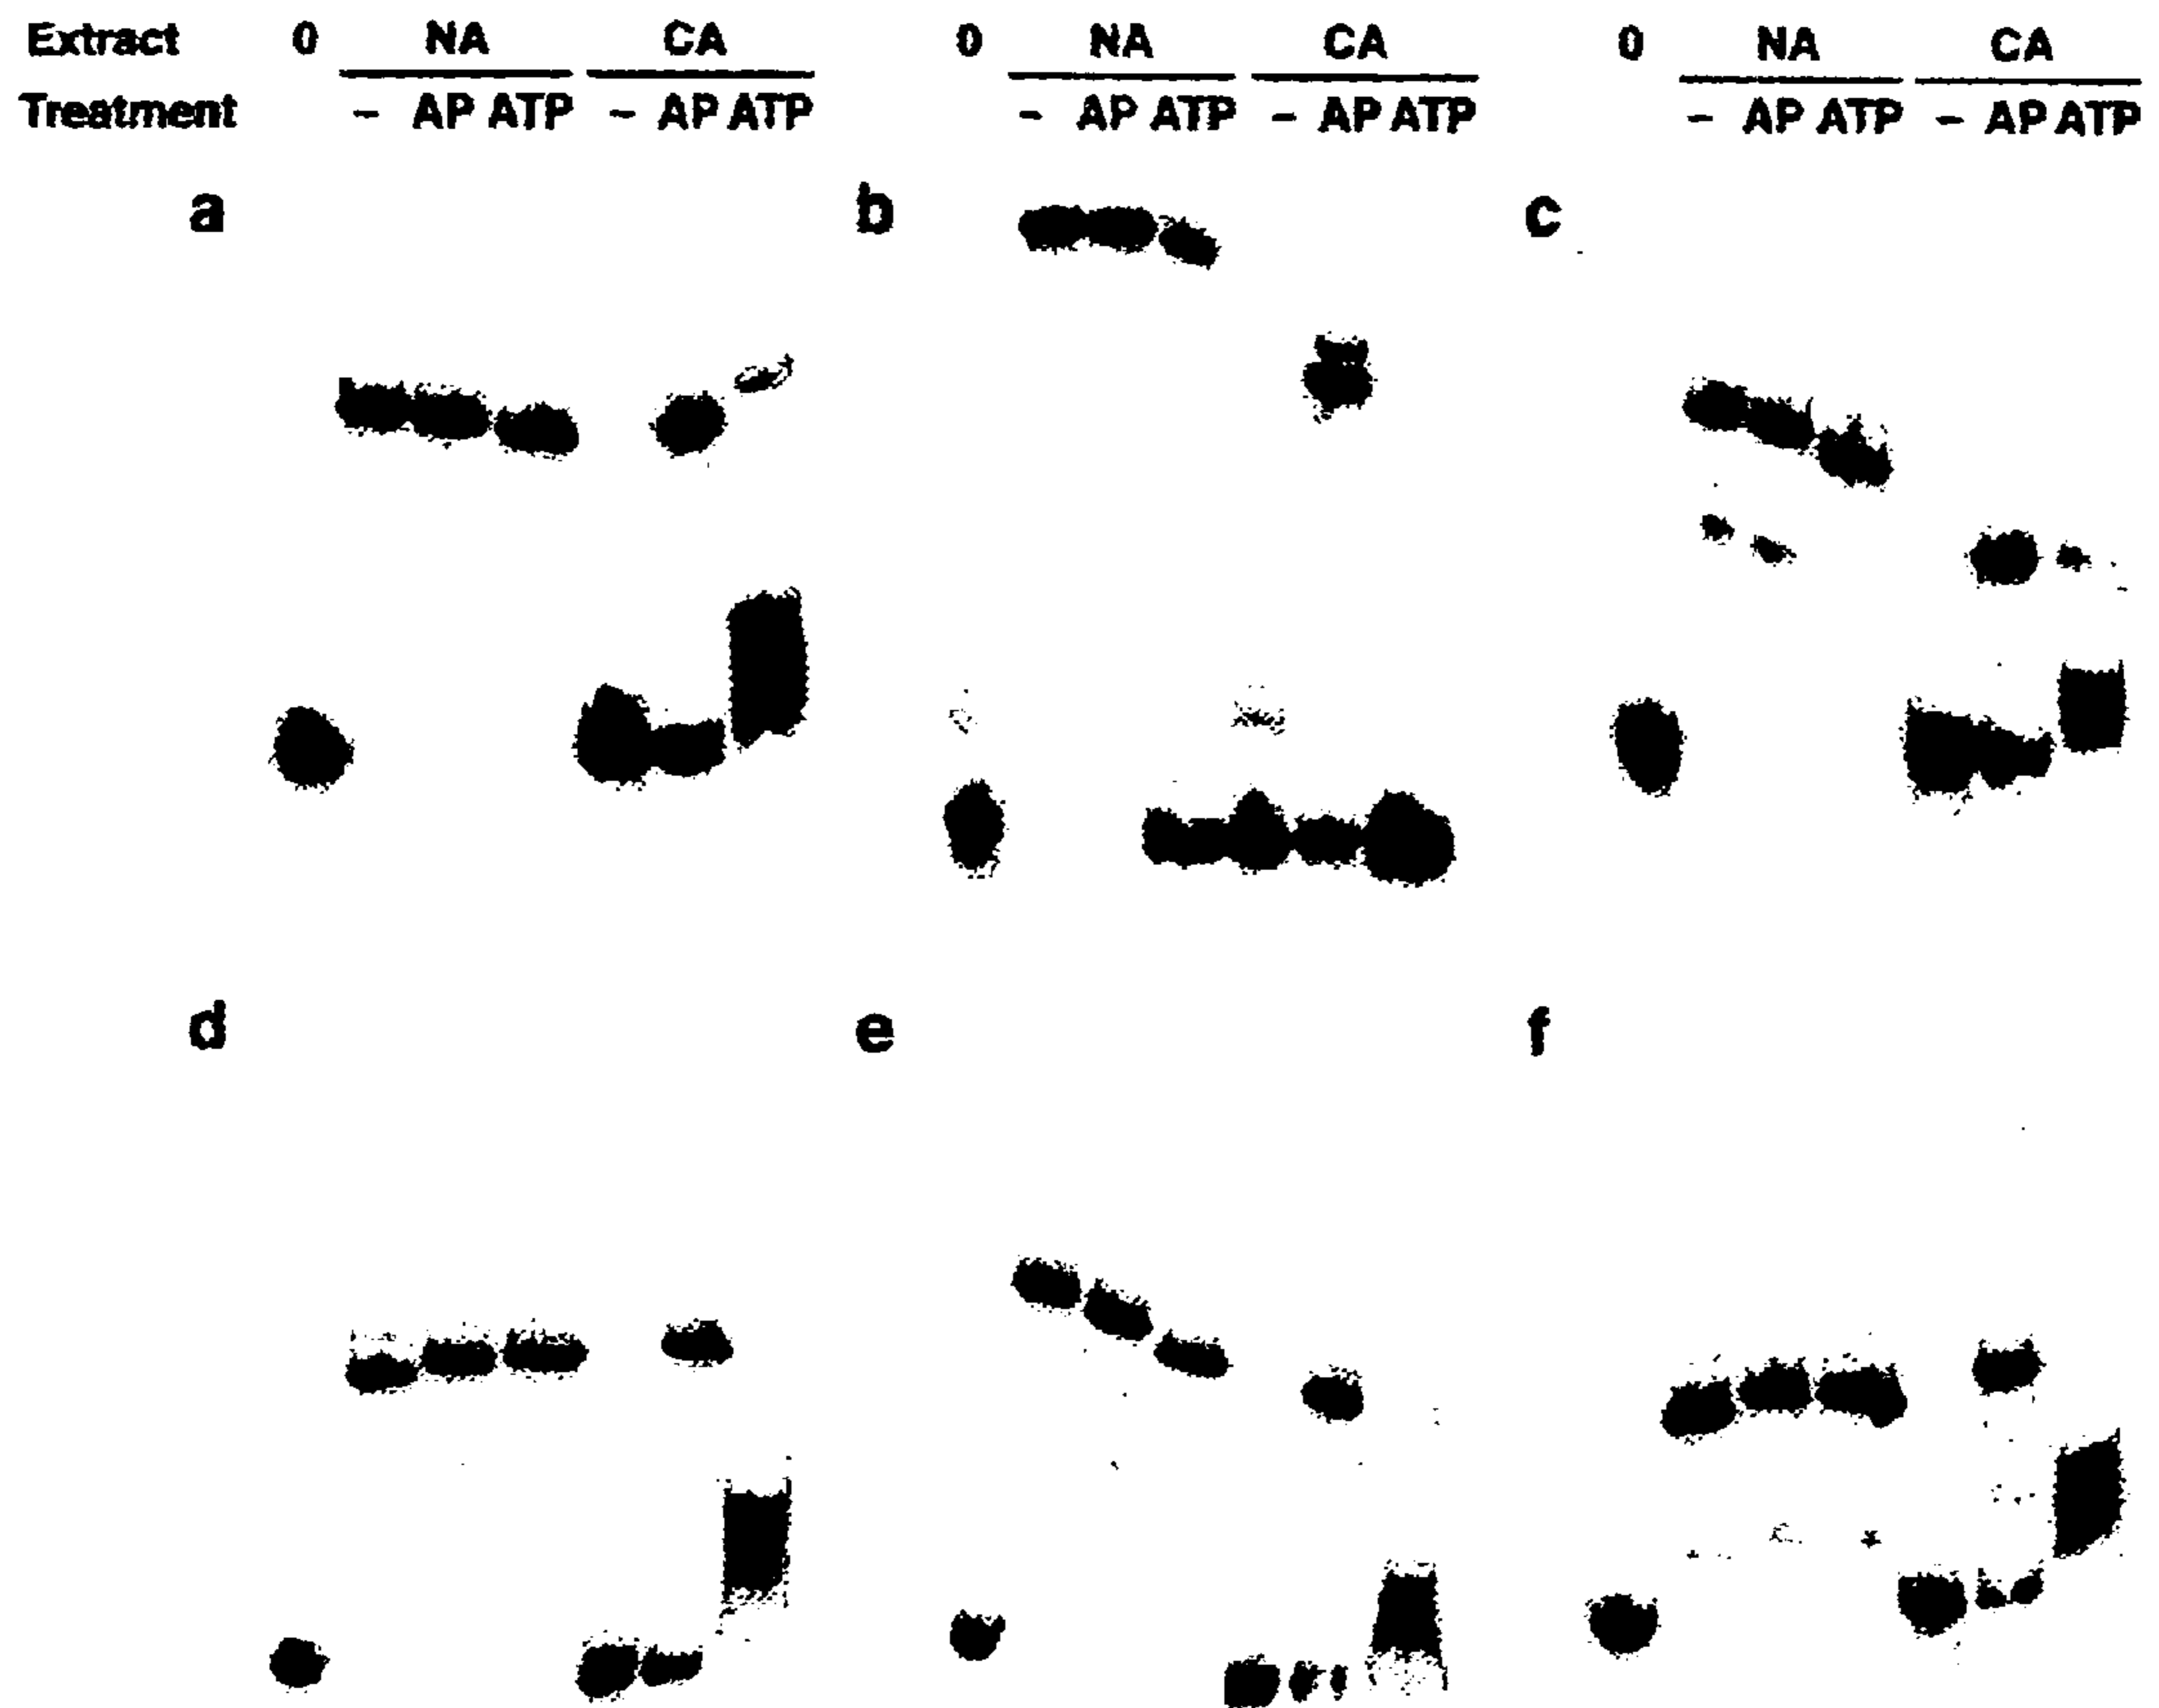 Extract 0 NA CA 0 NA CA 0 NA CA
Treatment - AP ATP - AP ATP - AP ATP - AP ATP - AP ATP - AP ATP
a b c
d e f